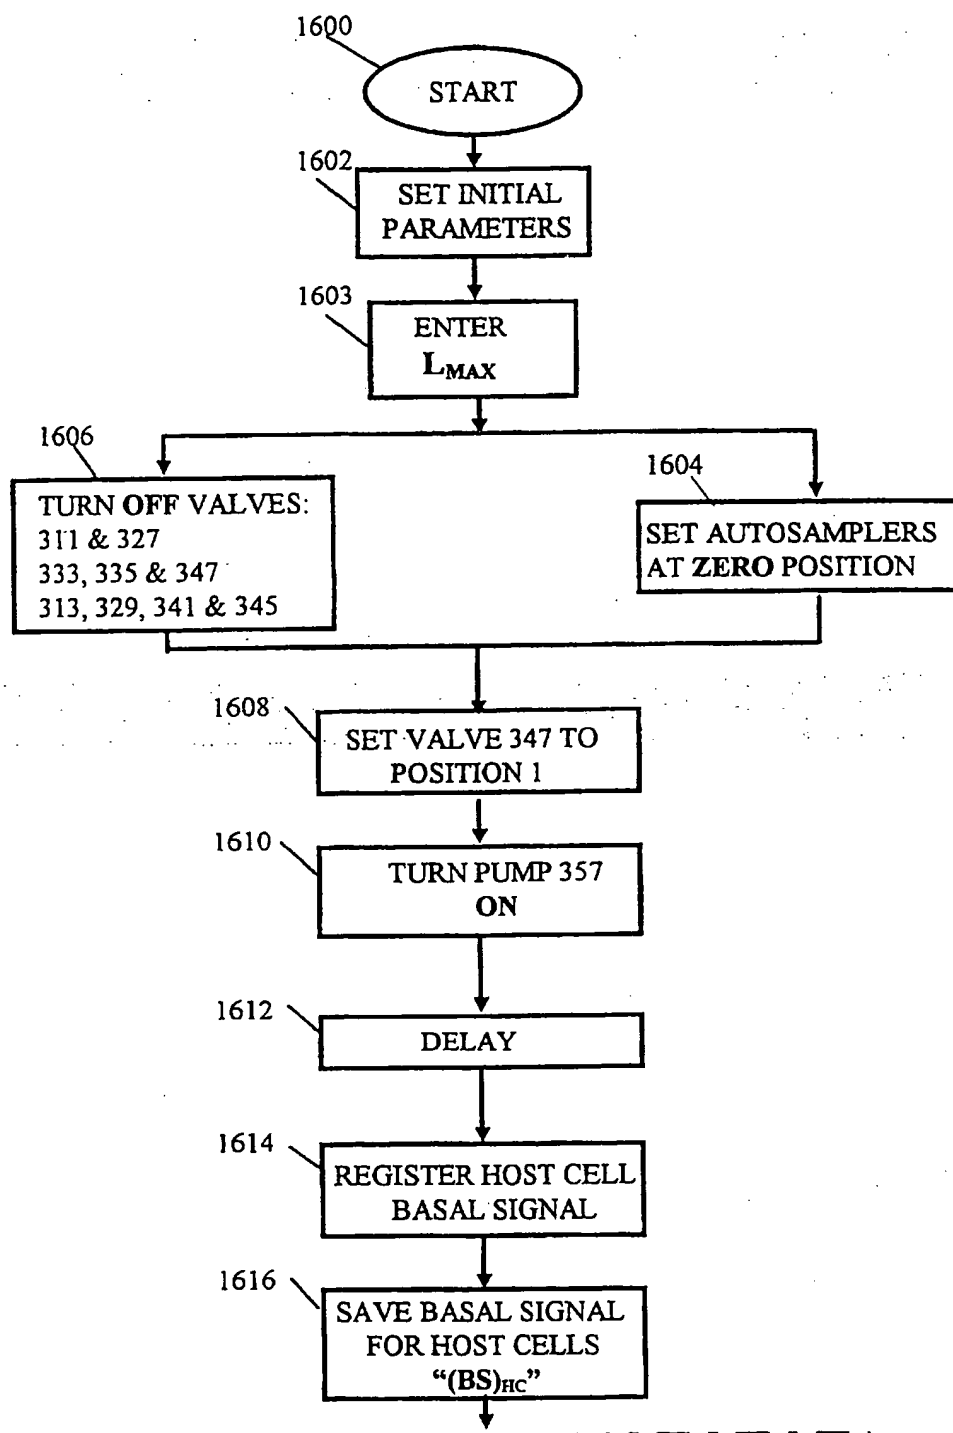 1600
START
1602
SET INITIAL
PARAMETERS
1603
ENTER
LMAX
1606
TURN OFF VALVES:
311 & 327
333, 335 & 347
313, 329, 341 & 345
1604
SET AUTOSAMPLERS
AT ZERO POSITION
1608
SET VALVE 347 TO
POSITION 1
1610
TURN PUMP 357
ON
1612
DELAY
1614
REGISTER HOST CELL
BASAL SIGNAL
1616
SAVE BASAL SIGNAL
FOR HOST CELLS
“(BS)HC”